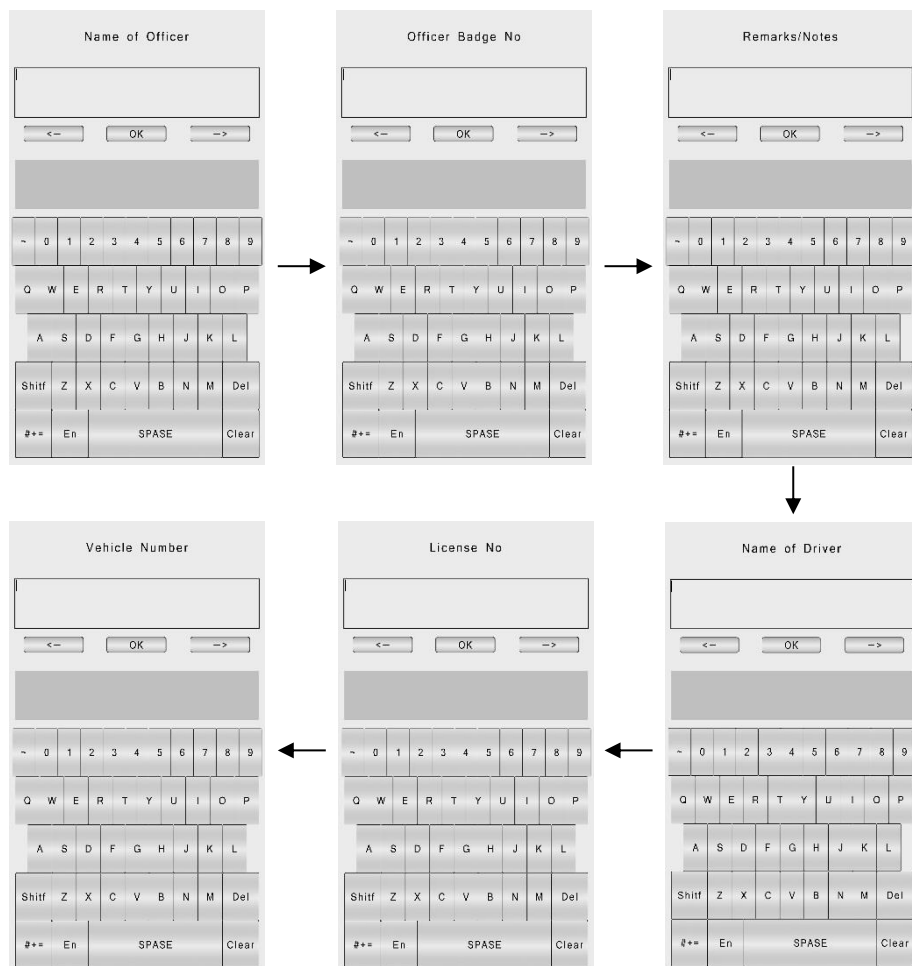 Name of Officer
<- OK ->
~ 0 1 2 3 4 5 6 7 8 9
Q W E R T Y U I O P
A S D F G H J K L
Shitf Z X C V B N M Del
#+= En SPASE Clear
Officer Badge No
<- OK ->
~ 0 1 2 3 4 5 6 7 8 9
Q W E R T Y U I O P
A S D F G H J K L
Shitf Z X C V B N M Del
#+= En SPASE Clear
Remarks/Notes
<- OK ->
~ 0 1 2 3 4 5 6 7 8 9
Q W E R T Y U I O P
A S D F G H J K L
Shitf Z X C V B N M Del
#+= En SPASE Clear
Name of Driver
<- OK ->
~ 0 1 2 3 4 5 6 7 8 9
Q W E R T Y U I O P
A S D F G H J K L
Shitf Z X C V B N M Del
#+= En SPASE Clear
License No
<- OK ->
~ 0 1 2 3 4 5 6 7 8 9
Q W E R T Y U I O P
A S D F G H J K L
Shitf Z X C V B N M Del
#+= En SPASE Clear
Vehicle Number
<- OK ->
~ 0 1 2 3 4 5 6 7 8 9
Q W E R T Y U I O P
A S D F G H J K L
Shitf Z X C V B N M Del
#+= En SPASE Clear